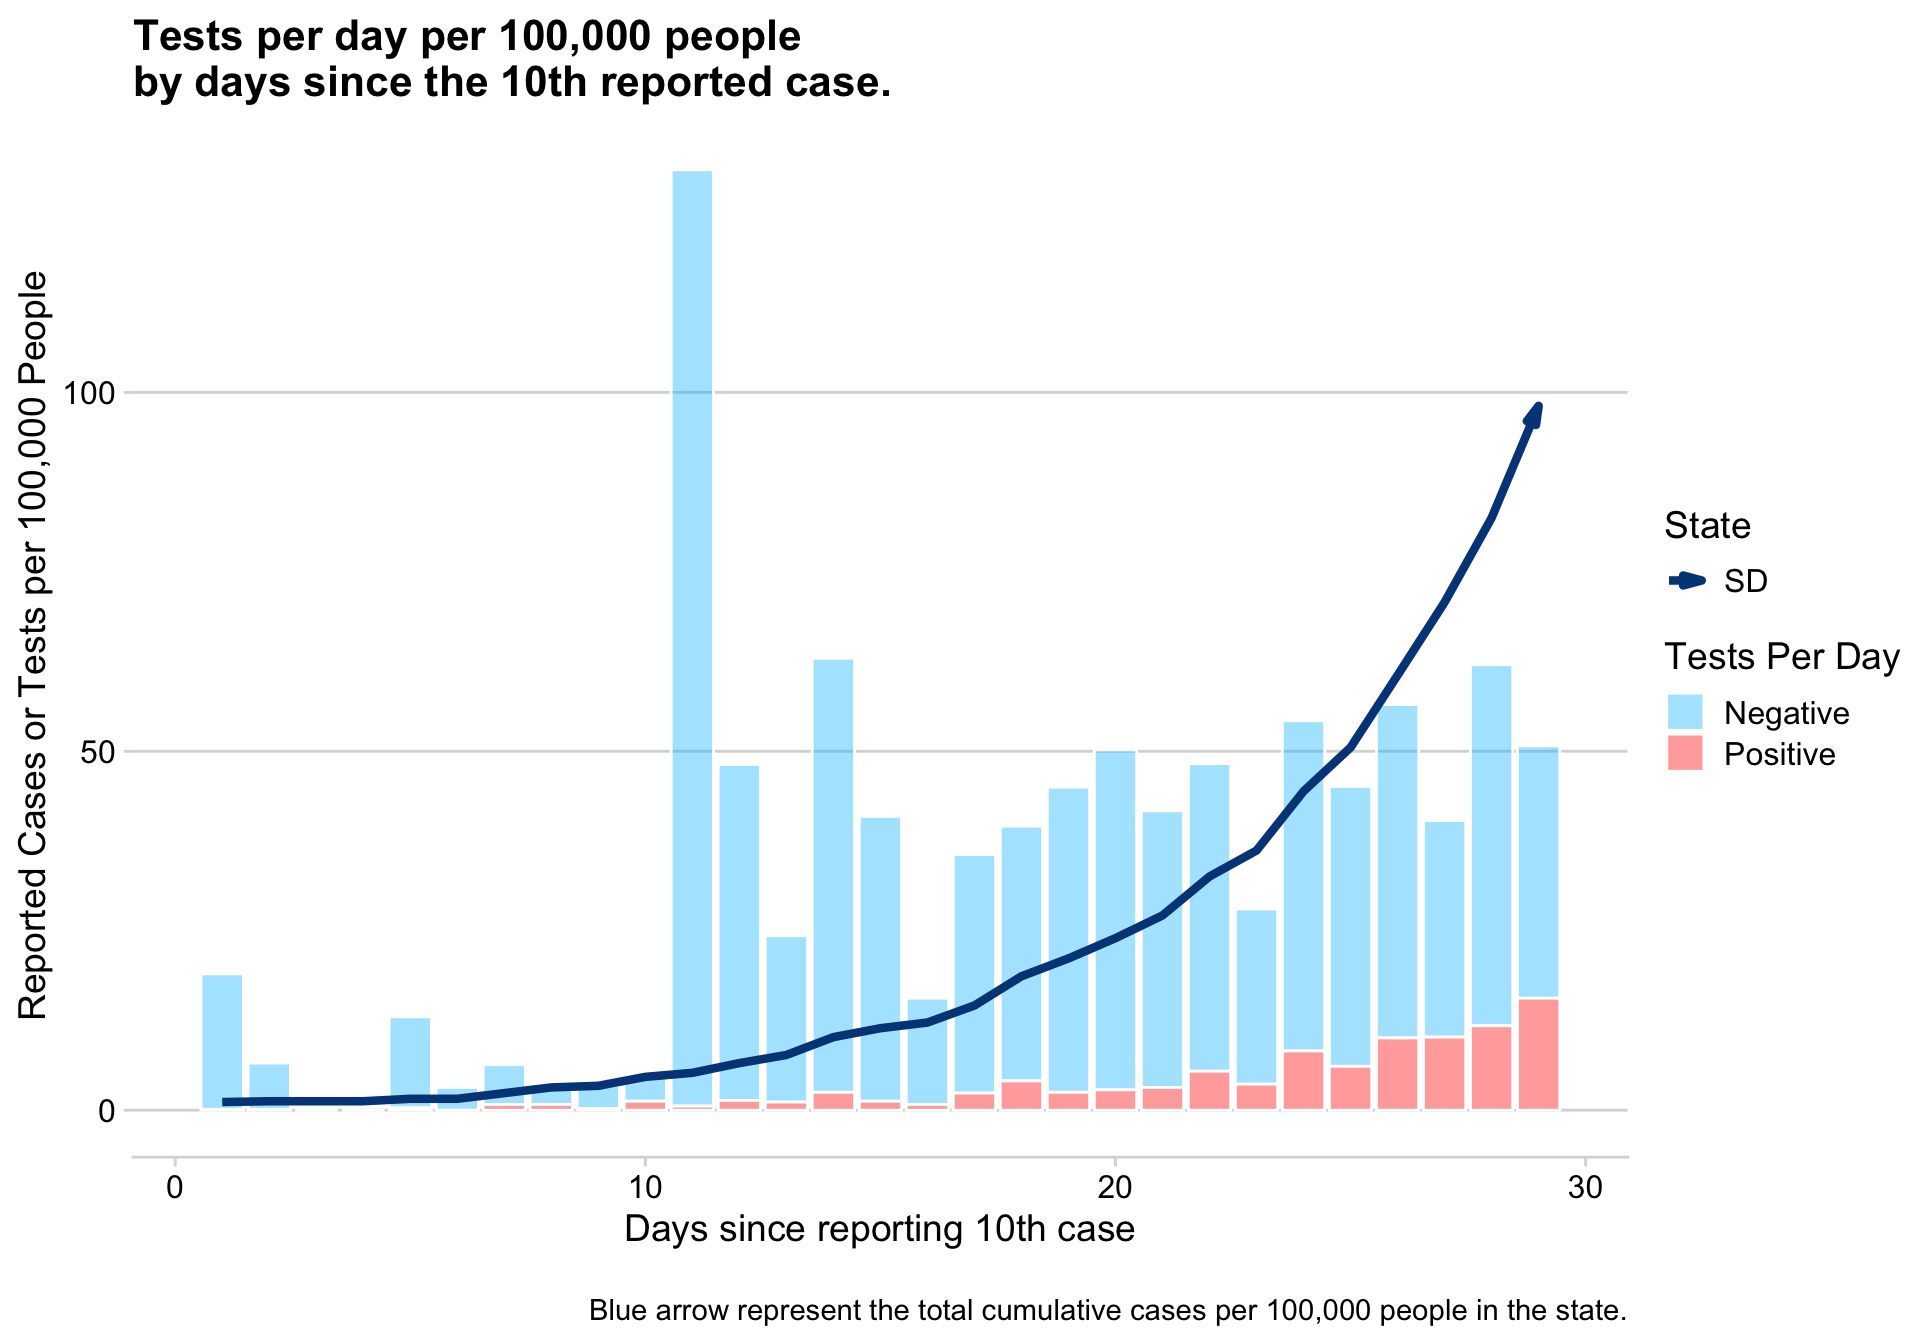 Tests per day per 100,000 people
by days since the 10th reported case.
Reported Cases or Tests per 100,000 People
100
50
0
0
10
20
30
Days since reporting 10th case
State
SD
Tests Per Day
Negative
Positive
Blue arrow represent the total cumulative cases per 100,000 people in the state.